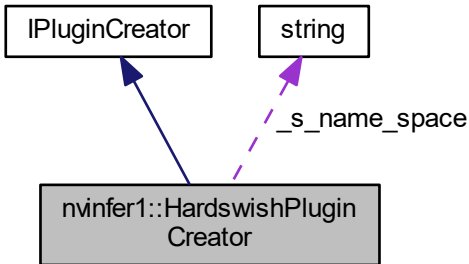 IPluginCreator
string
_s_name_space
nvinfer1::HardswishPlugin
Creator